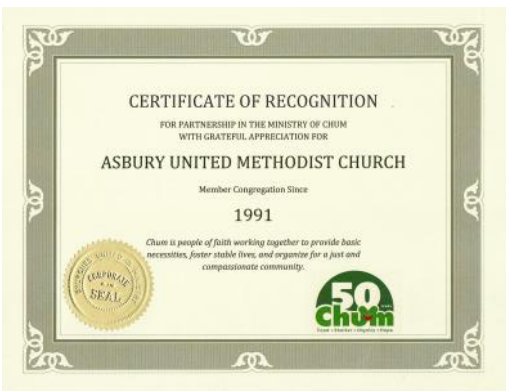 CERTIFICATE OF RECOGNITION
FOR PARTNERSHIP IN THE MINISTRY OF CHUM
WITH GRATEFUL APPRECIATION FOR
ASBURY UNITED METHODIST CHURCH
Member Congregation Since
1991
Chum is people of faith working together to provide basic
necessities, foster stable lives, and organize for a just and
compassionate community.
CORPORATE
SEAL
50
YEARS
Chum